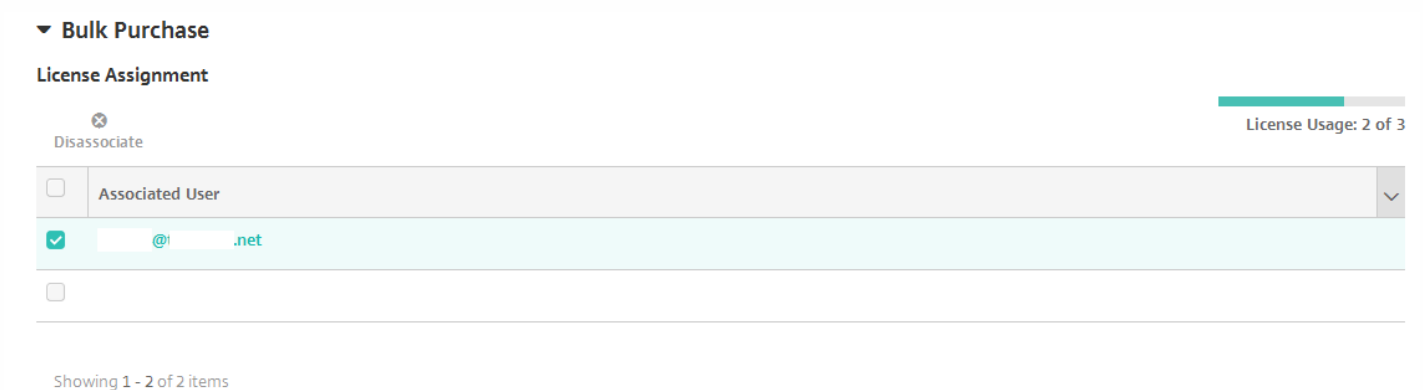 Bulk Purchase
License Assignment
Disassociate
License Usage: 2 of 3
Associated User
@ .net
Showing 1 - 2 of 2 items